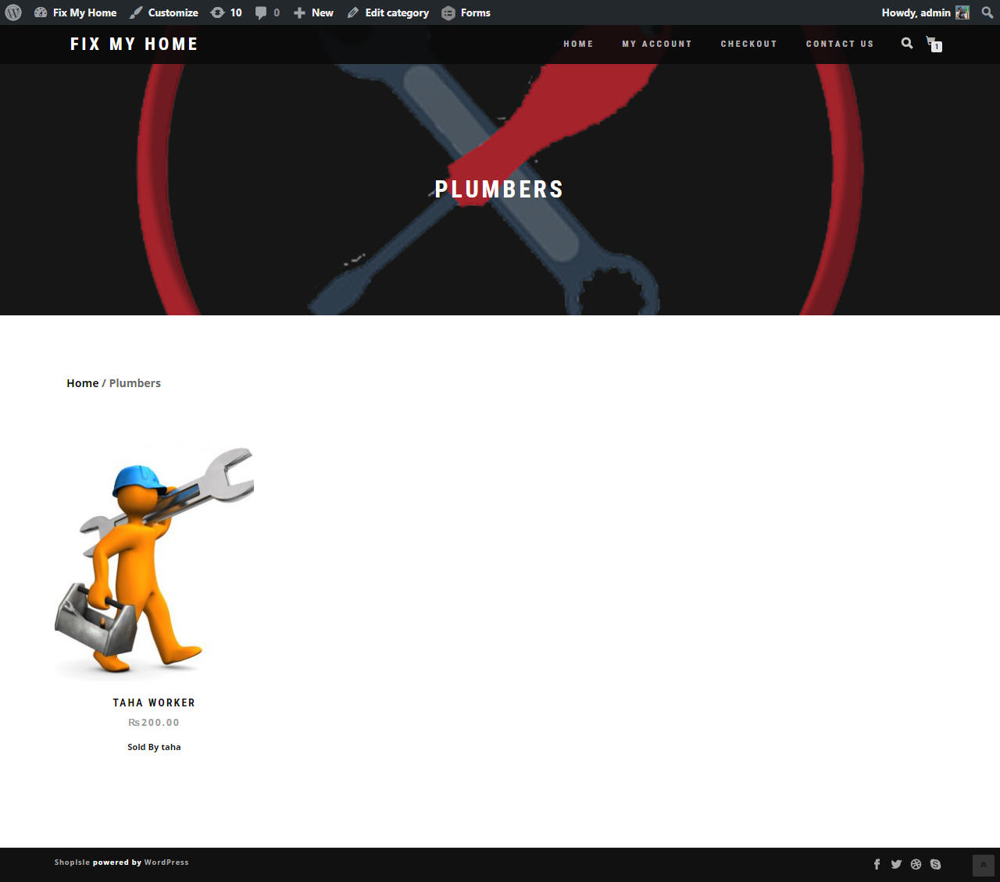 Fix My Home Customize 10 0 New Edit category Forms Howdy, admin
FIX MY HOME HOME MY ACCOUNT CHECKOUT CONTACT US 1
PLUMBERS
Home / Plumbers
TAHA WORKER
₨200.00
Sold By taha
ShopIsle powered by WordPress